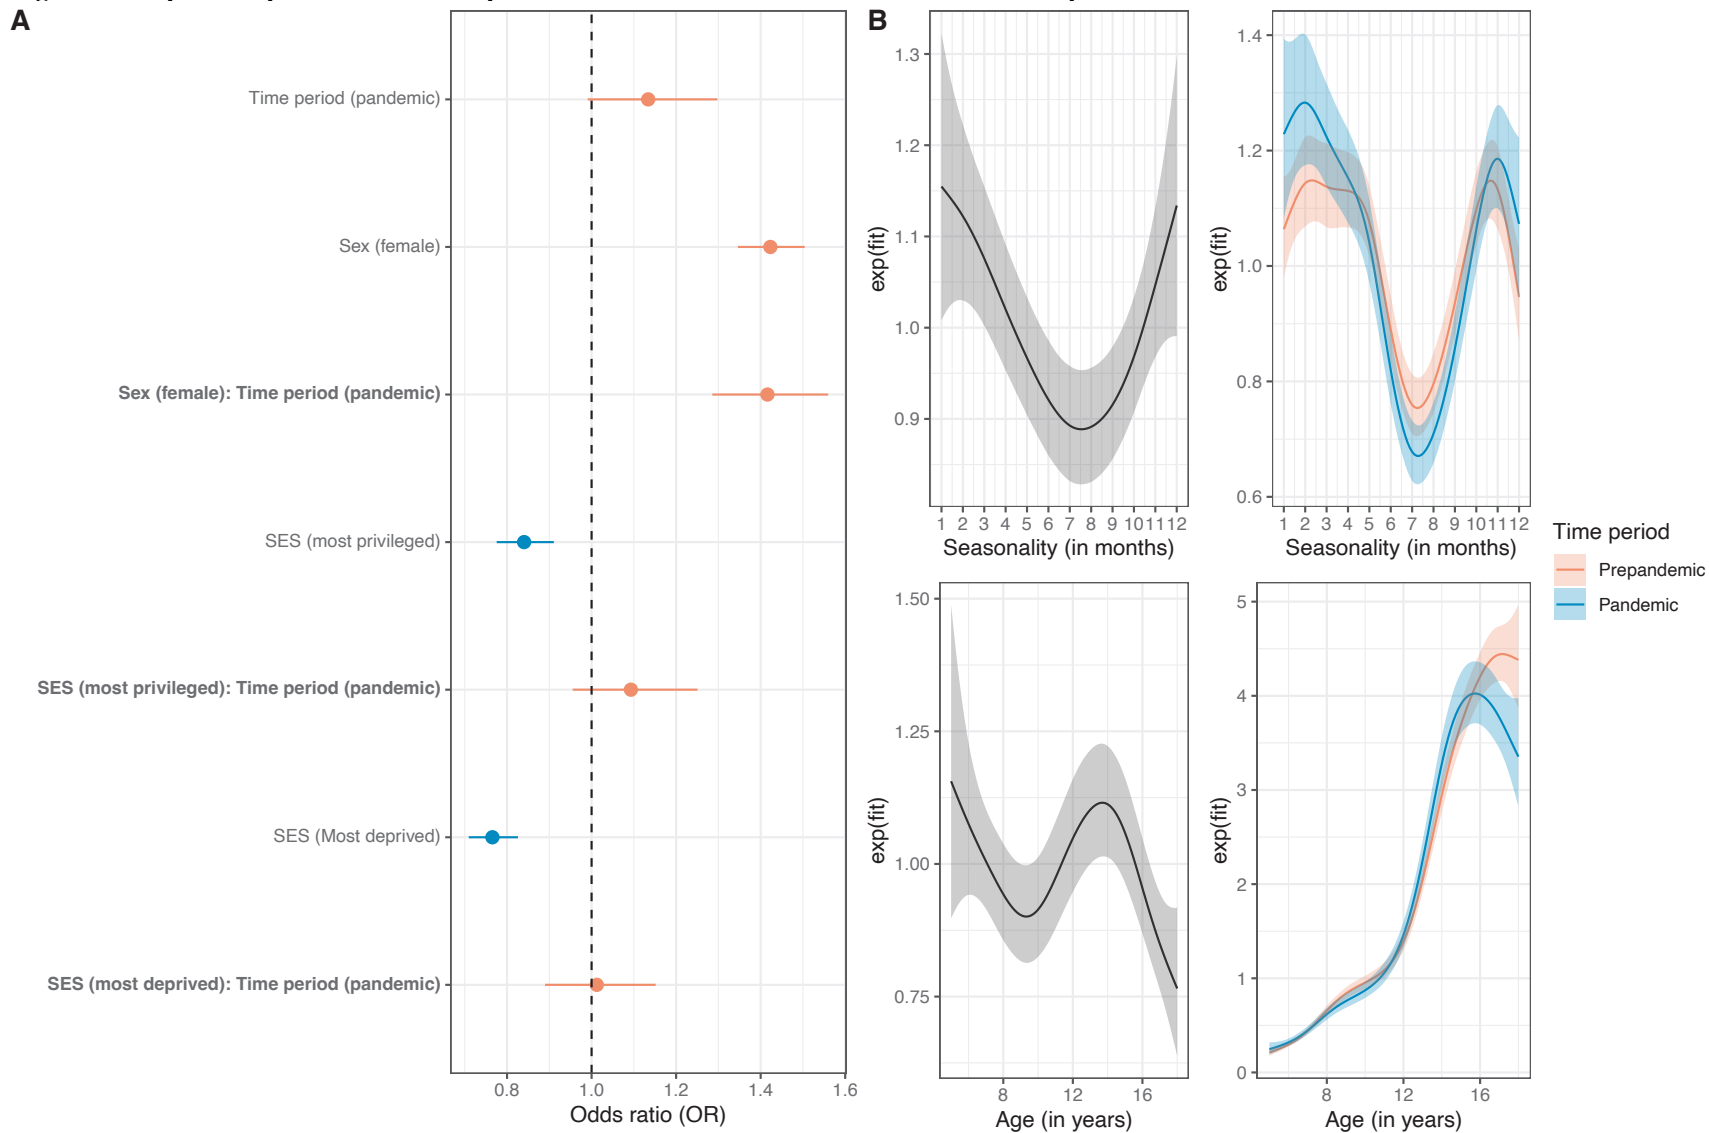 A
Time period (pandemic)
Sex (female)
Sex (female): Time period (pandemic)
SES (most privileged)
SES (most privileged): Time period (pandemic)
SES (Most deprived)
SES (most deprived): Time period (pandemic)
0.8 1.0 1.2 1.4 1.6
Odds ratio (OR)
B
1.3
1.2
1.1
1.0
0.9
exp(fit)
1 2 3 4 5 6 7 8 9 10 11 12
Seasonality (in months)
1.4
1.2
1.0
0.8
0.6
exp(fit)
1 2 3 4 5 6 7 8 9 10 11 12
Seasonality (in months)
1.50
1.25
1.00
0.75
exp(fit)
8 12 16
Age (in years)
5
4
3
2
1
0
exp(fit)
8 12 16
Age (in years)
Time period
Prepandemic
Pandemic